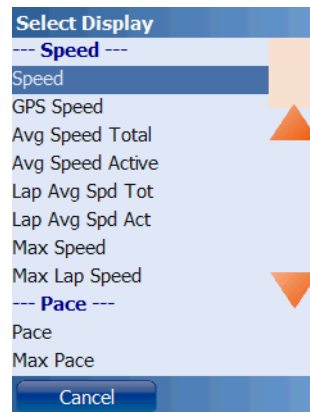 Select Display
--- Speed ---
Speed
GPS Speed
Avg Speed Total
Avg Speed Active
Lap Avg Spd Tot
Lap Avg Spd Act
Max Speed
Max Lap Speed
--- Pace ---
Pace
Max Pace
Cancel